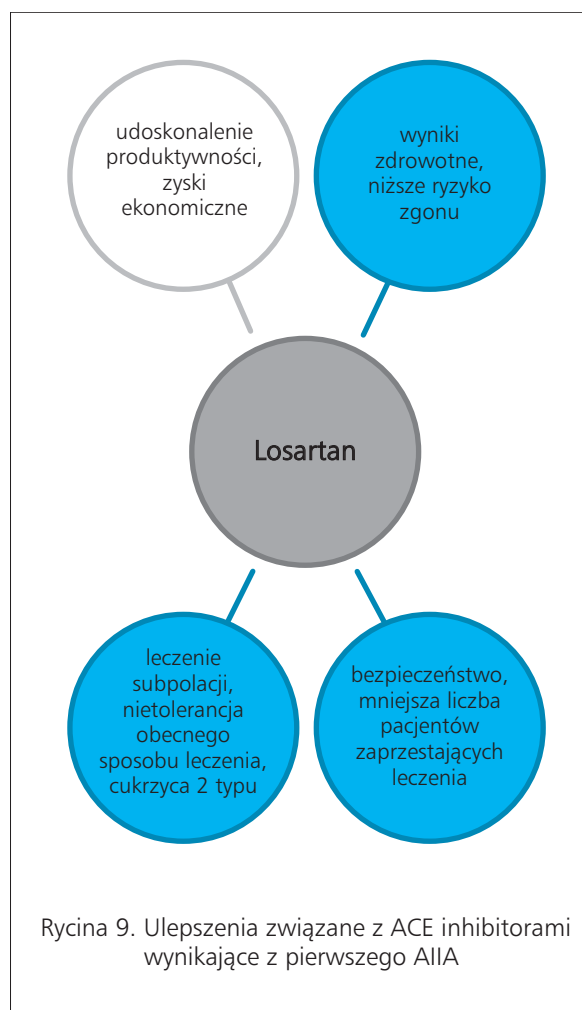 udoskonalenie
produktywności,
zyski
ekonomiczne
wyniki
zdrowotne,
niższe ryzyko
zgonu
Losartan
leczenie
subpolacji,
nietolerancja
obecnego
sposobu leczenia,
cukrzyca 2 typu
bezpieczeństwo,
mniejsza liczba
pacjentów
zaprzestających
leczenia
Rycina 9. Ulepszenia związane z ACE inhibitorami
wynikające z pierwszego AIIA